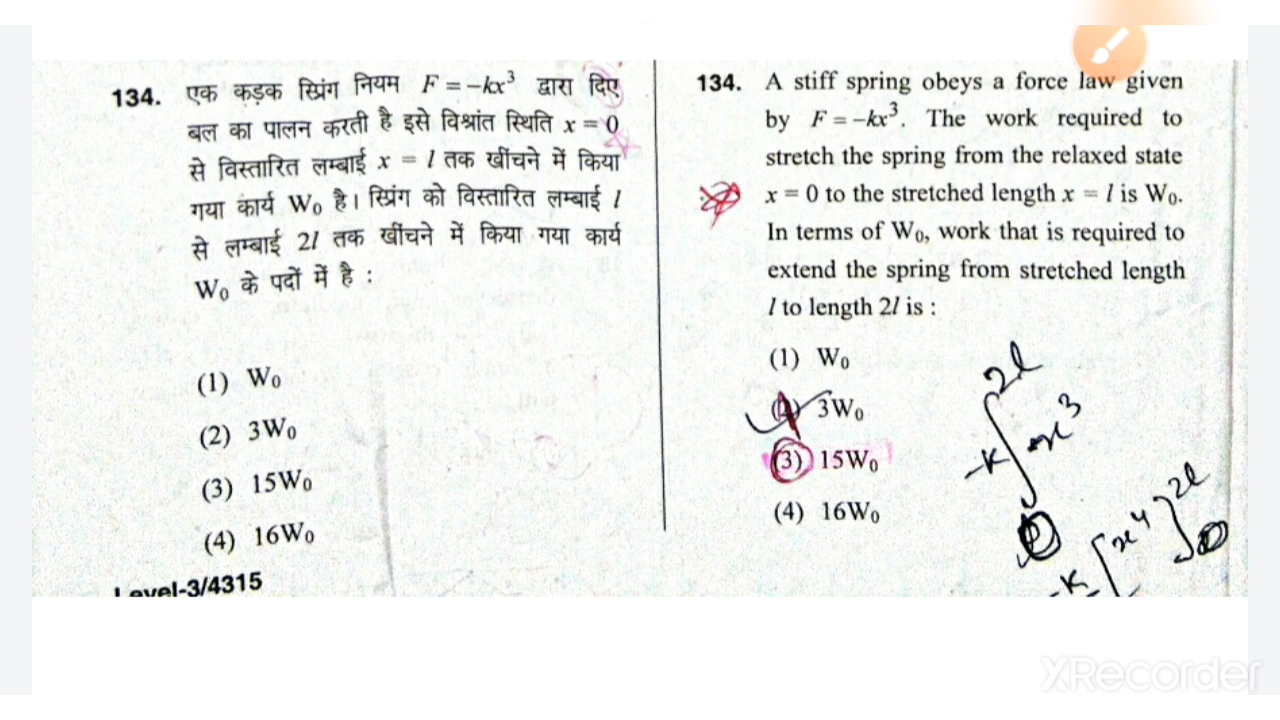 134. एक कड़क स्प्रिंग नियम F = –kx³ द्वारा दिए
बल का पालन करती है इसे विश्रांत स्थिति x = 0
से विस्तारित लम्बाई x = l तक खींचने में किया
गया कार्य W₀ है। स्प्रिंग को विस्तारित लम्बाई l
से लम्बाई 2l तक खींचने में किया गया कार्य
W₀ के पदों में है :
(1) W₀
(2) 3W₀
(3) 15W₀
(4) 16W₀
Level-3/4315
134. A stiff spring obeys a force law given
by F = –kx³. The work required to
stretch the spring from the relaxed state
x = 0 to the stretched length x = l is W₀.
In terms of W₀, work that is required to
extend the spring from stretched length
l to length 2l is :
(1) W₀
3W₀
(3) 15W₀
(4) 16W₀
2l
-k∫x³
-k[x⁴]2l
XRecorder